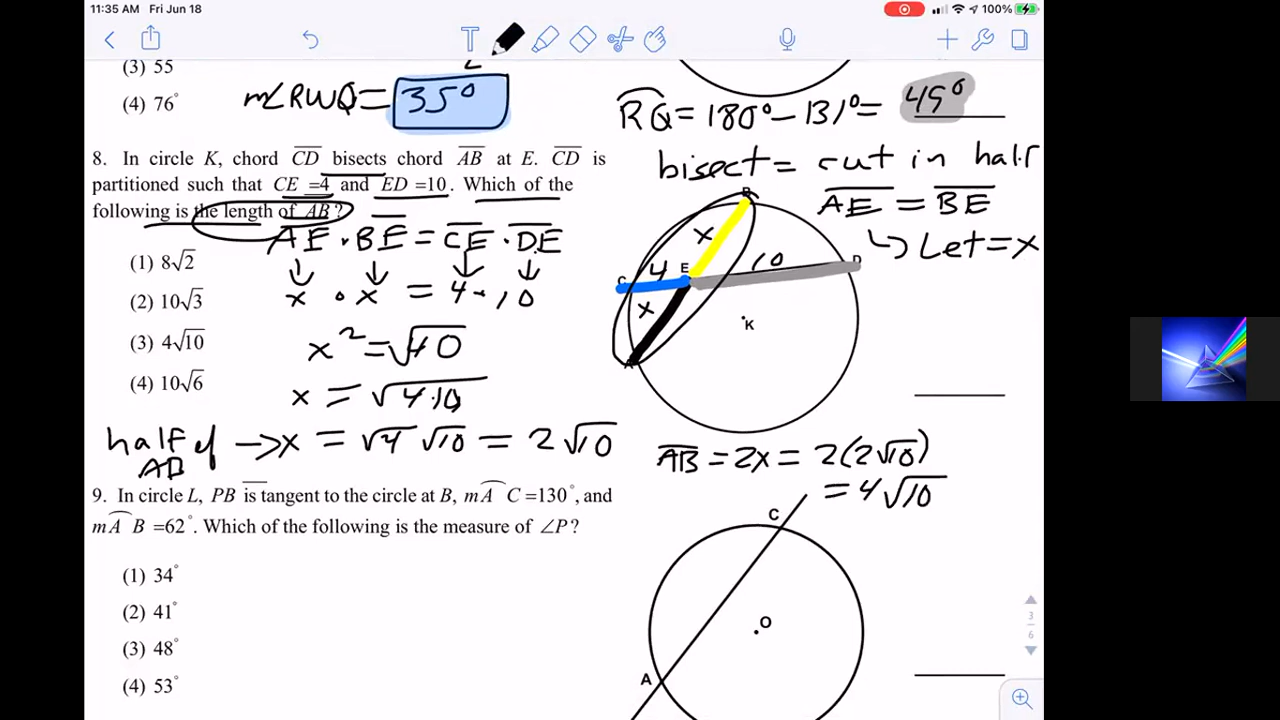 11:35 AM Fri Jun 18
100%
T
(3) 55
(4) 76°
m∠RWQ = 35°
RQ = 180° - 131° = 49°
8. In circle K, chord CD bisects chord AB at E. CD is
partitioned such that CE =4 and ED =10. Which of the
following is the length of AB?
(1) 8√2
(2) 10√3
(3) 4√10
(4) 10√6
AE · BE = CE · DE
x · x = 4 · 10
x² = √40
x = √4·10
half of AB → x = √4 √10 = 2√10
bisect = cut in half
AE = BE
↳ Let = x
B
x
4
E
10
D
C
x
K
A
AB = 2x = 2(2√10)
= 4√10
9. In circle L, PB is tangent to the circle at B, mA C =130°, and
mA B =62°. Which of the following is the measure of ∠P?
(1) 34°
(2) 41°
(3) 48°
(4) 53°
C
O
A
3
6